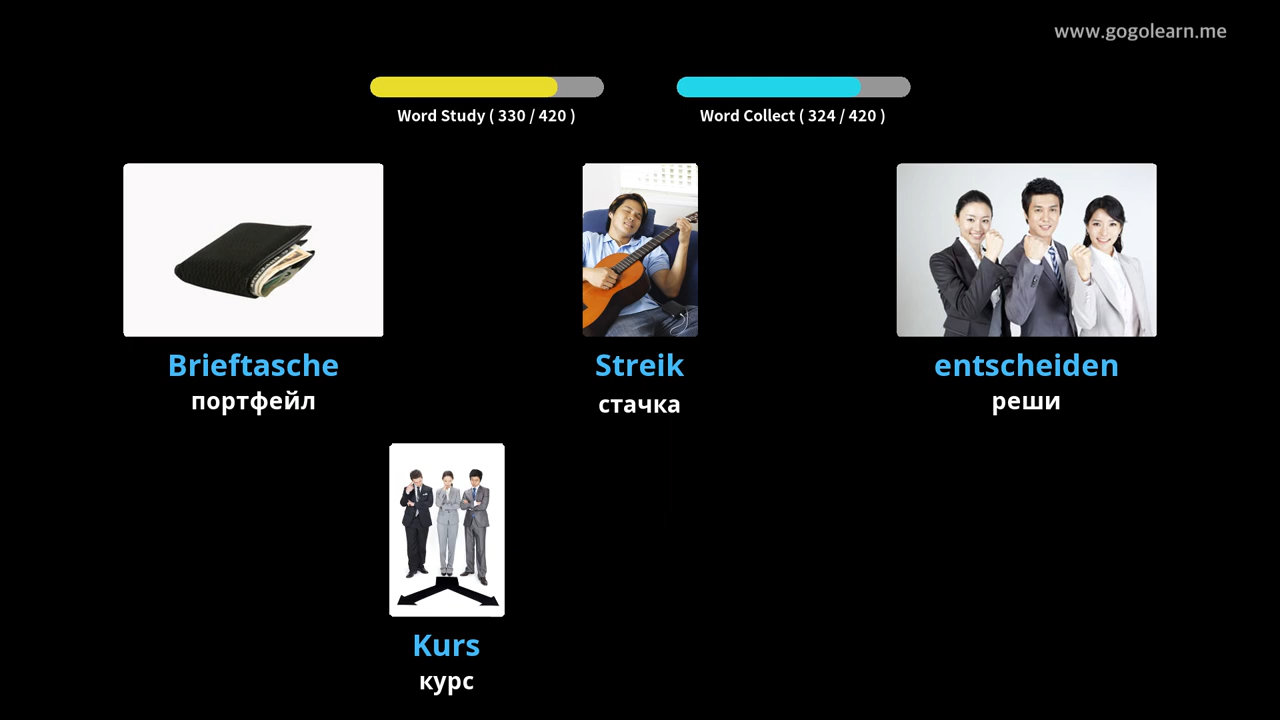 www.gogolearn.me
Word Study ( 330 / 420 )
Word Collect ( 324 / 420 )
Brieftasche
портфейл
Streik
стачка
entscheiden
реши
Kurs
курс